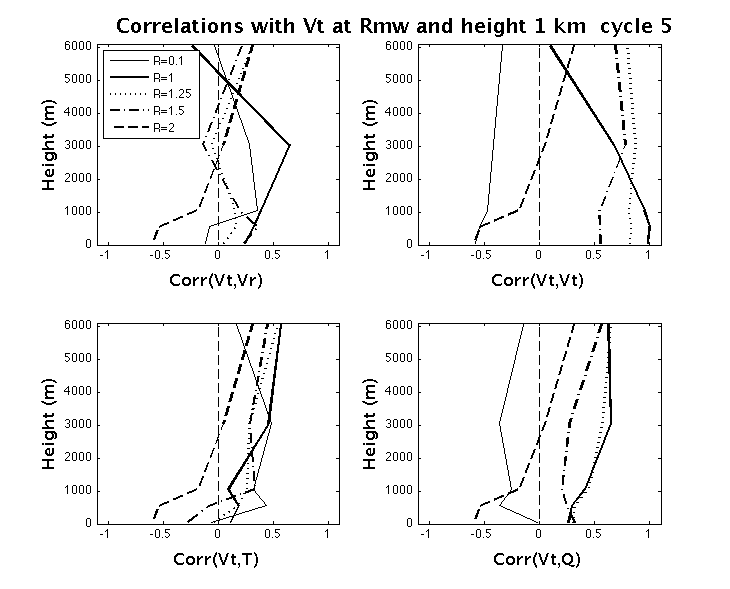 Correlations with Vt at Rmw and height 1 km cycle 5
6000
5000
4000
3000
2000
1000
0
Height (m)
R=0.1
R=1
R=1.25
R=1.5
R=2
-1 -0.5 0 0.5 1
Corr(Vt,Vr)
6000
5000
4000
3000
2000
1000
0
Height (m)
-1 -0.5 0 0.5 1
Corr(Vt,Vt)
6000
5000
4000
3000
2000
1000
0
Height (m)
-1 -0.5 0 0.5 1
Corr(Vt,T)
6000
5000
4000
3000
2000
1000
0
Height (m)
-1 -0.5 0 0.5 1
Corr(Vt,Q)